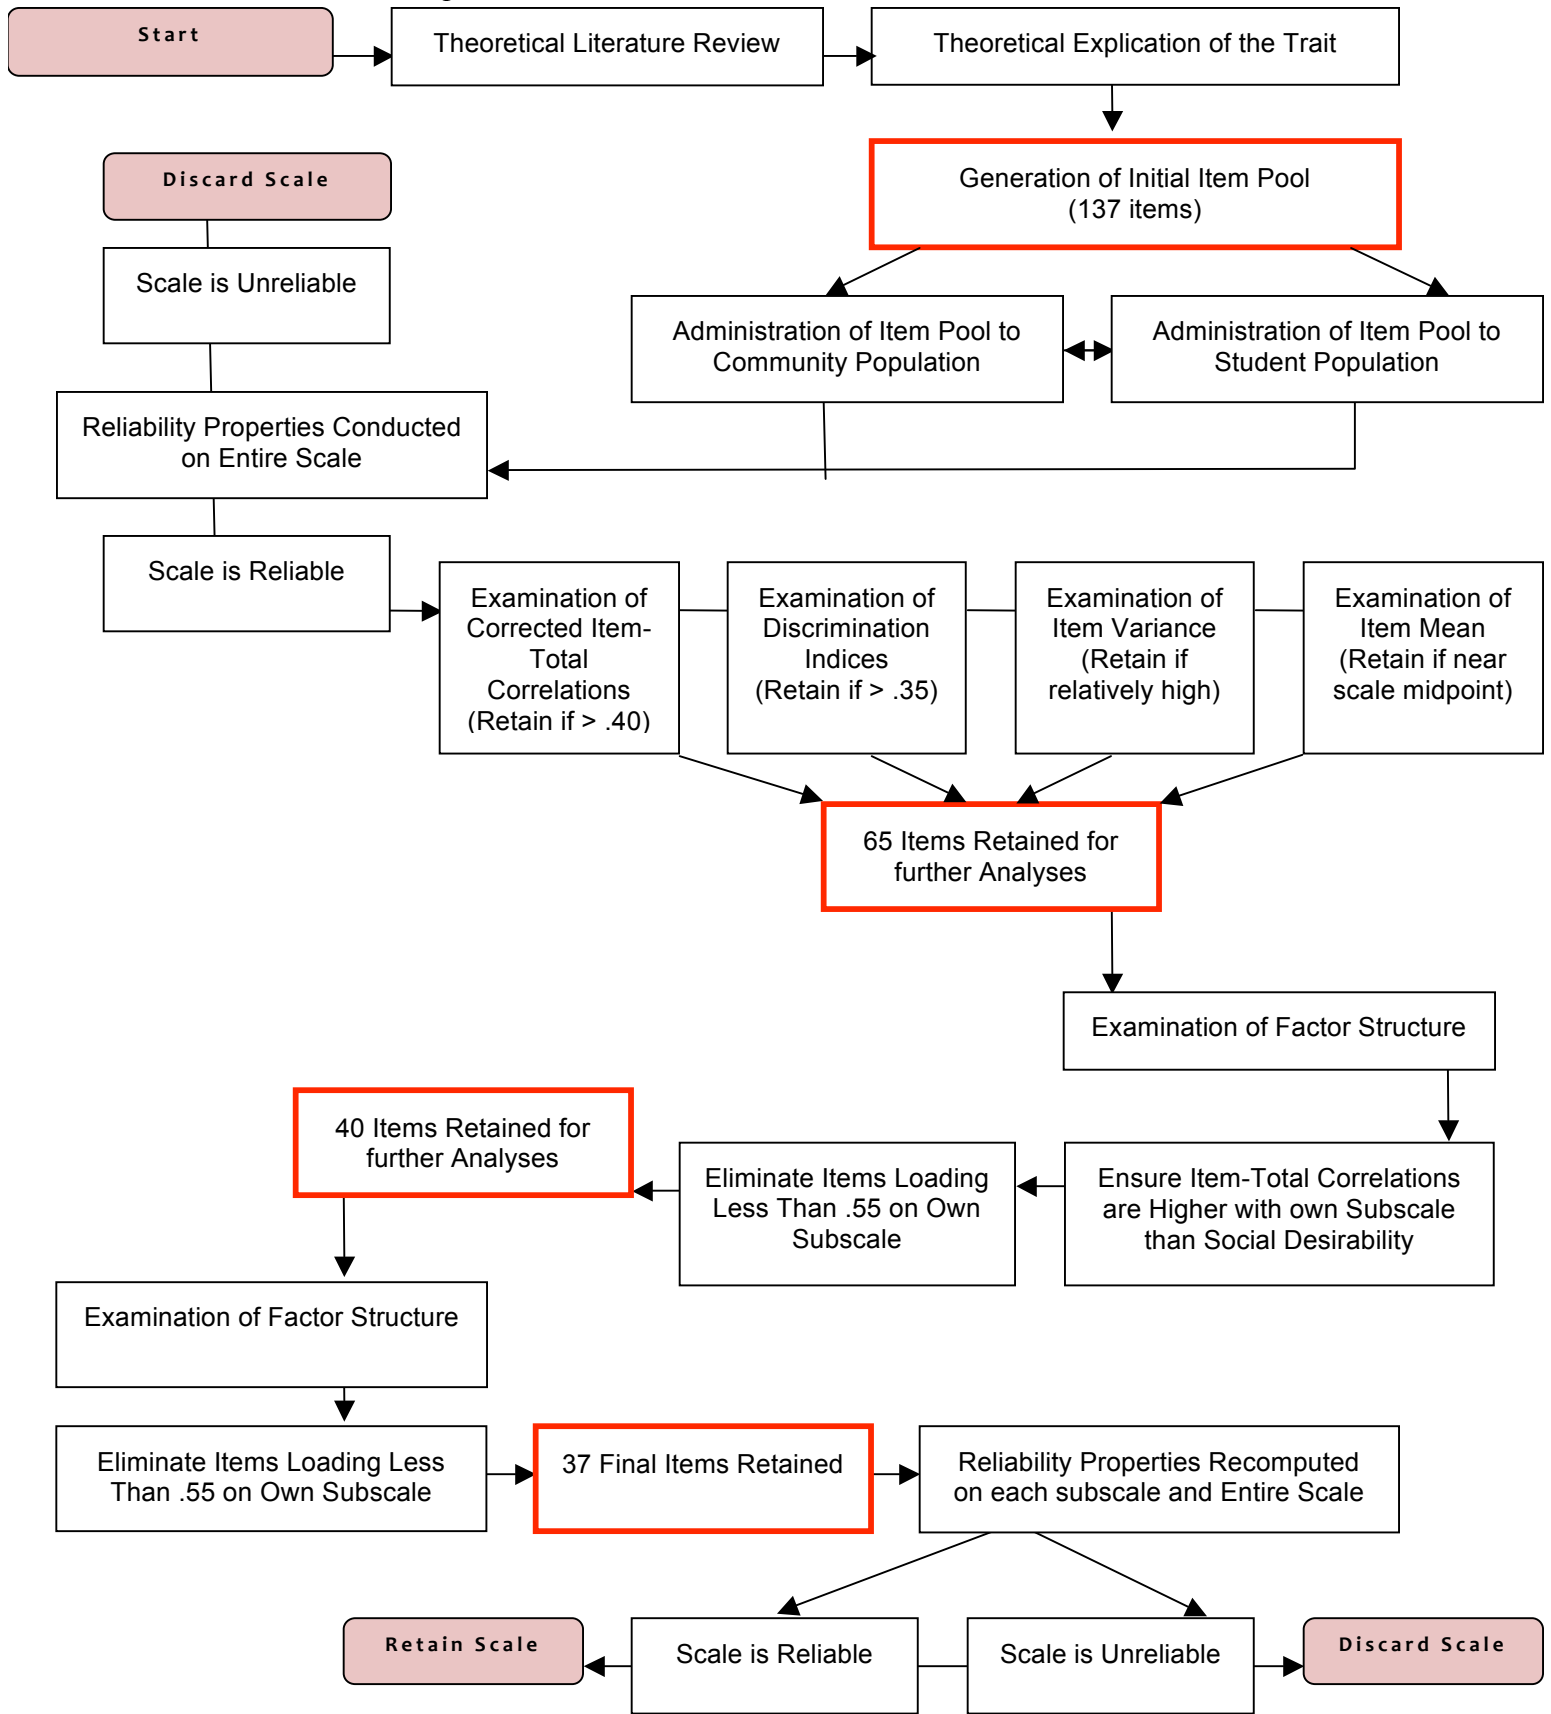 Start
Theoretical Literature Review
Theoretical Explication of the Trait
Discard Scale
Generation of Initial Item Pool
(137 items)
Scale is Unreliable
Administration of Item Pool to
Community Population
Administration of Item Pool to
Student Population
Reliability Properties Conducted
on Entire Scale
Scale is Reliable
Examination of
Corrected Item-
Total
Correlations
(Retain if > .40)
Examination of
Discrimination
Indices
(Retain if > .35)
Examination of
Item Variance
(Retain if
relatively high)
Examination of
Item Mean
(Retain if near
scale midpoint)
65 Items Retained for
further Analyses
Examination of Factor Structure
40 Items Retained for
further Analyses
Eliminate Items Loading
Less Than .55 on Own
Subscale
Ensure Item-Total Correlations
are Higher with own Subscale
than Social Desirability
Examination of Factor Structure
Eliminate Items Loading Less
Than .55 on Own Subscale
37 Final Items Retained
Reliability Properties Recomputed
on each subscale and Entire Scale
Retain Scale
Scale is Reliable
Scale is Unreliable
Discard Scale